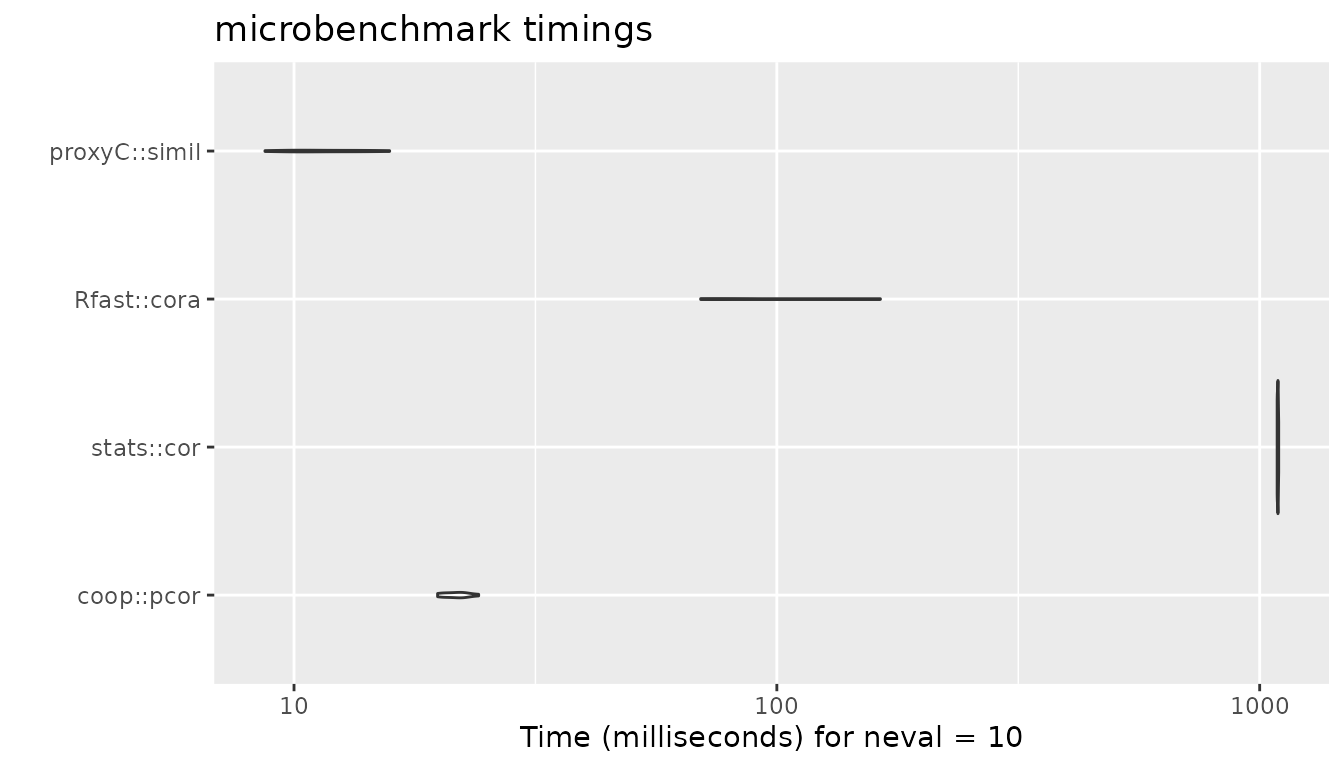 microbenchmark timings
proxyC::simil
Rfast::cora
stats::cor
coop::pcor
10 100 1000
Time (milliseconds) for neval = 10